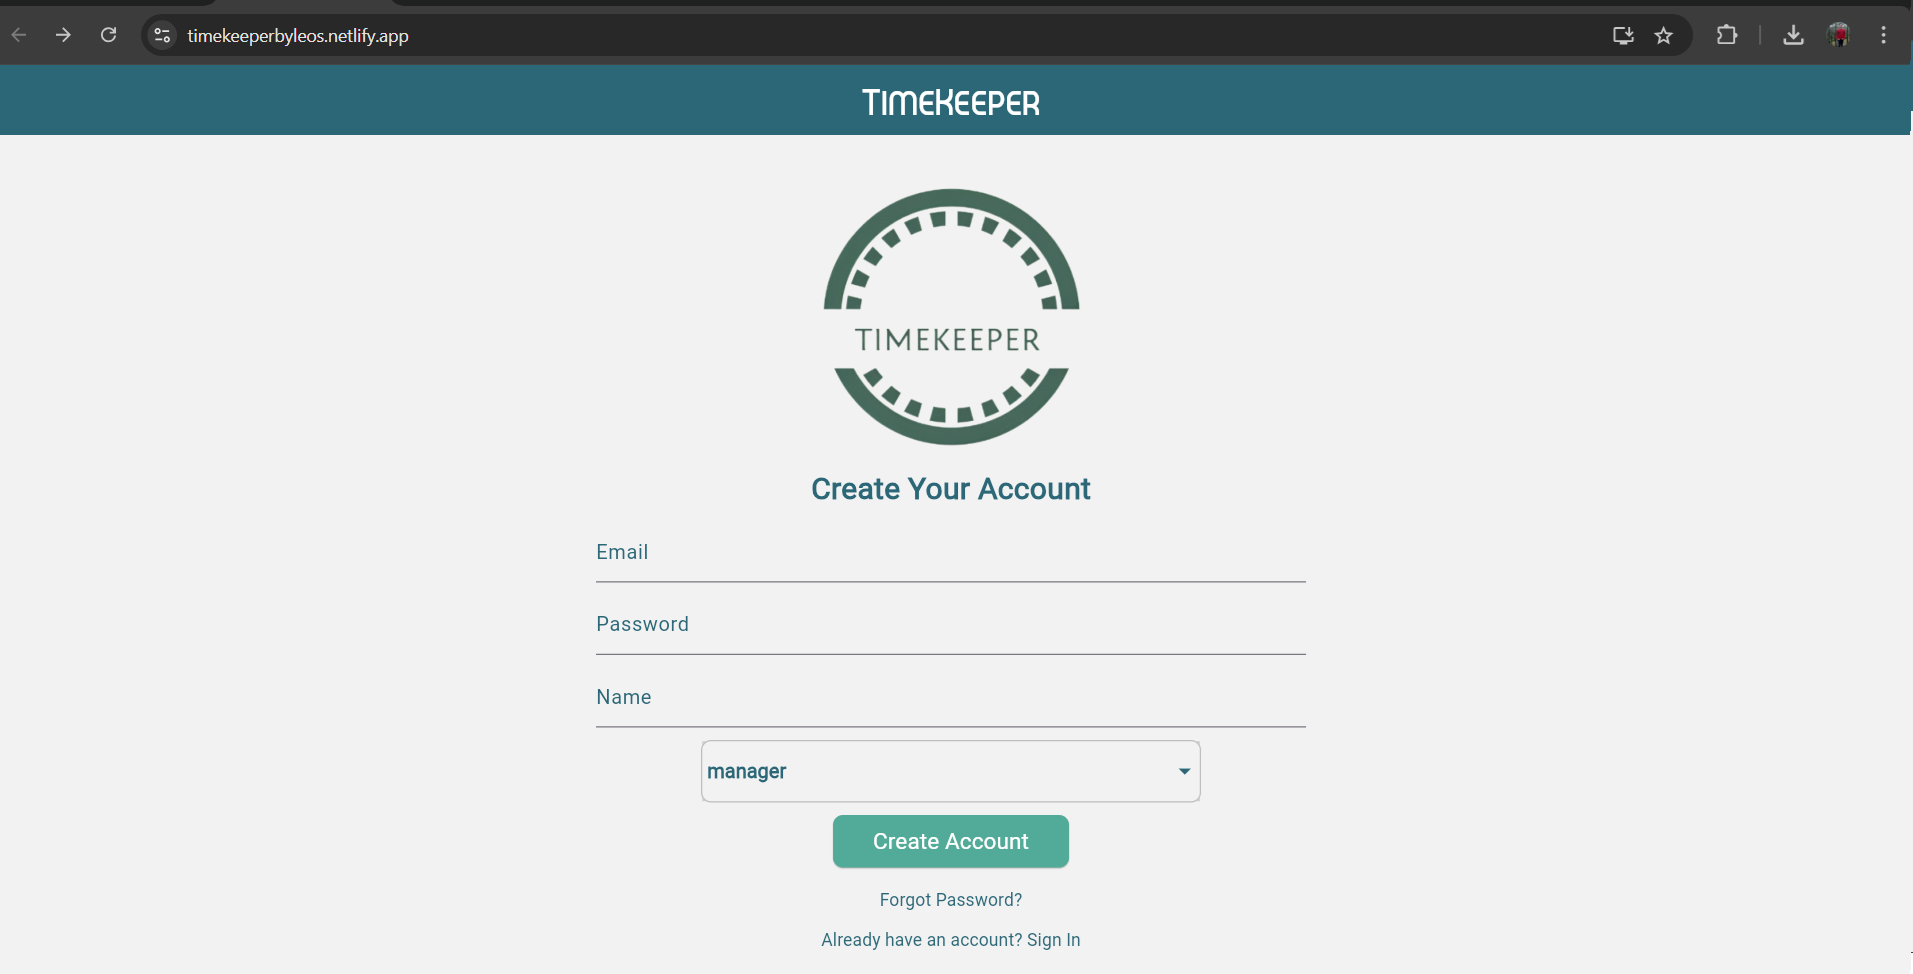 timekeeperbyleos.netlify.app
TIMEKEEPER
TIMEKEEPER
Create Your Account
Email
Password
Name
manager
Create Account
Forgot Password?
Already have an account? Sign In